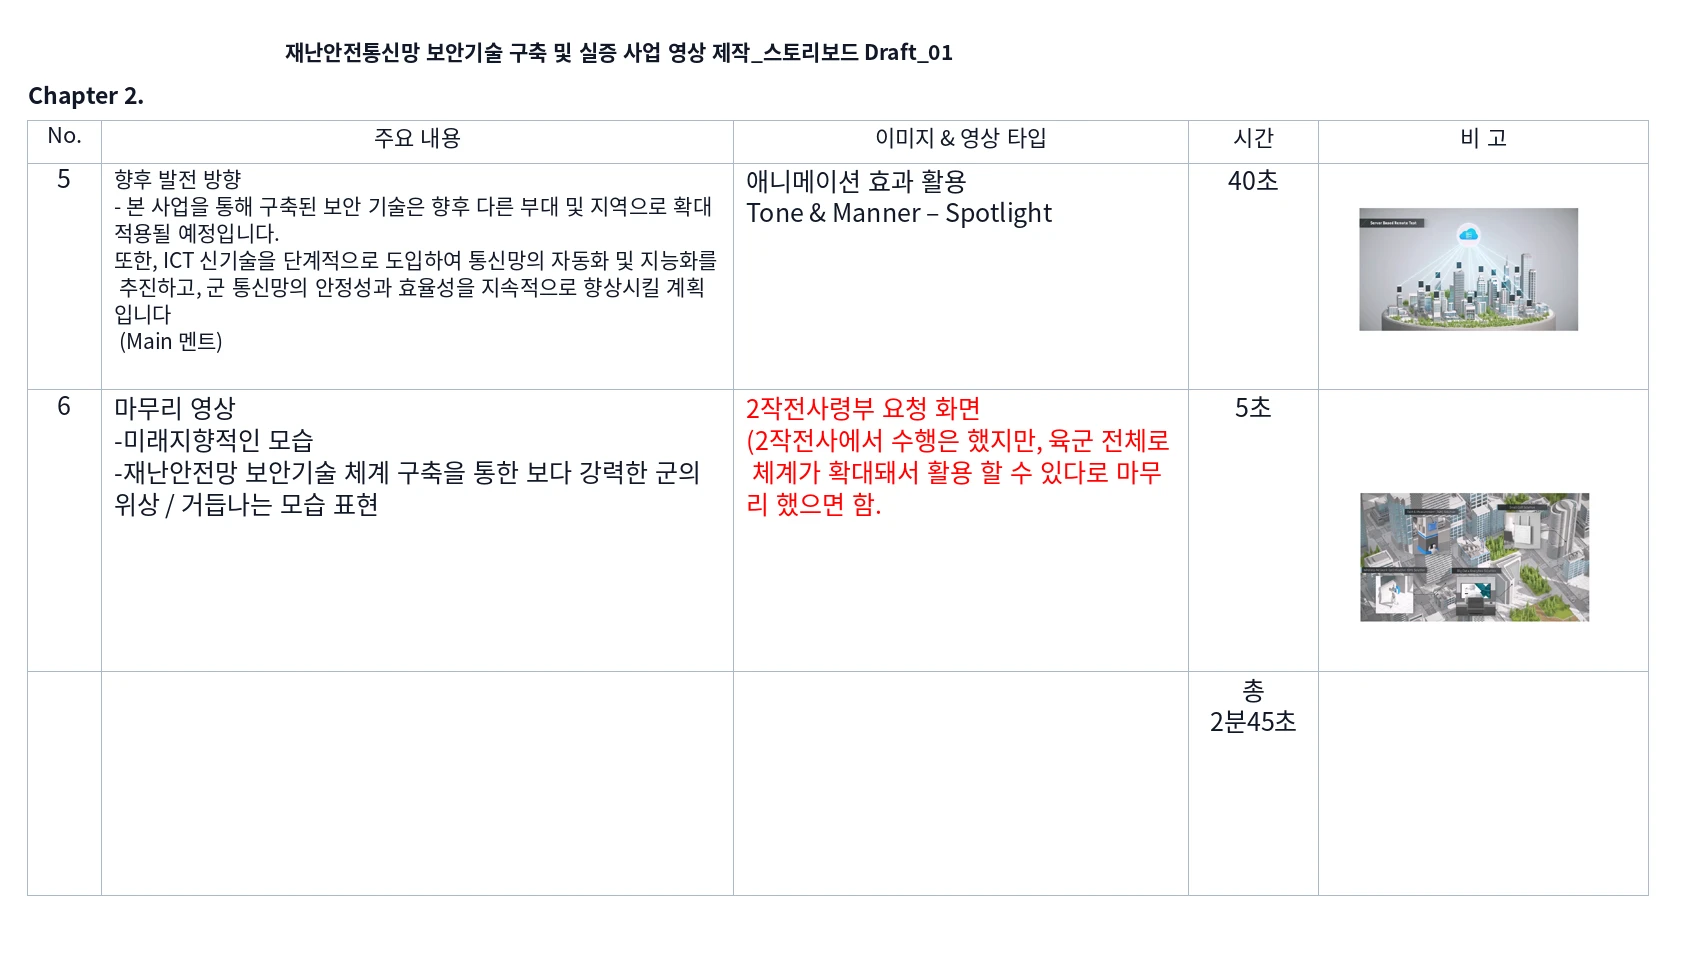 재난안전통신망 보안기술 구축 및 실증 사업 영상 제작_스토리보드 Draft_01
Chapter 2.
No.
주요 내용
이미지 & 영상 타입
시간
비 고
5
향후 발전 방향
- 본 사업을 통해 구축된 보안 기술은 향후 다른 부대 및 지역으로 확대
적용될 예정입니다.
또한, ICT 신기술을 단계적으로 도입하여 통신망의 자동화 및 지능화를
추진하고, 군 통신망의 안정성과 효율성을 지속적으로 향상시킬 계획
입니다
(Main 멘트)
애니메이션 효과 활용
Tone & Manner – Spotlight
40초
Server Based Remote Test
6
마무리 영상
-미래지향적인 모습
-재난안전망 보안기술 체계 구축을 통한 보다 강력한 군의
위상 / 거듭나는 모습 표현
2작전사령부 요청 화면
(2작전사에서 수행은 했지만, 육군 전체로
체계가 확대돼서 활용 할 수 있다로 마무
리 했으면 함.
5초
총
2분45초